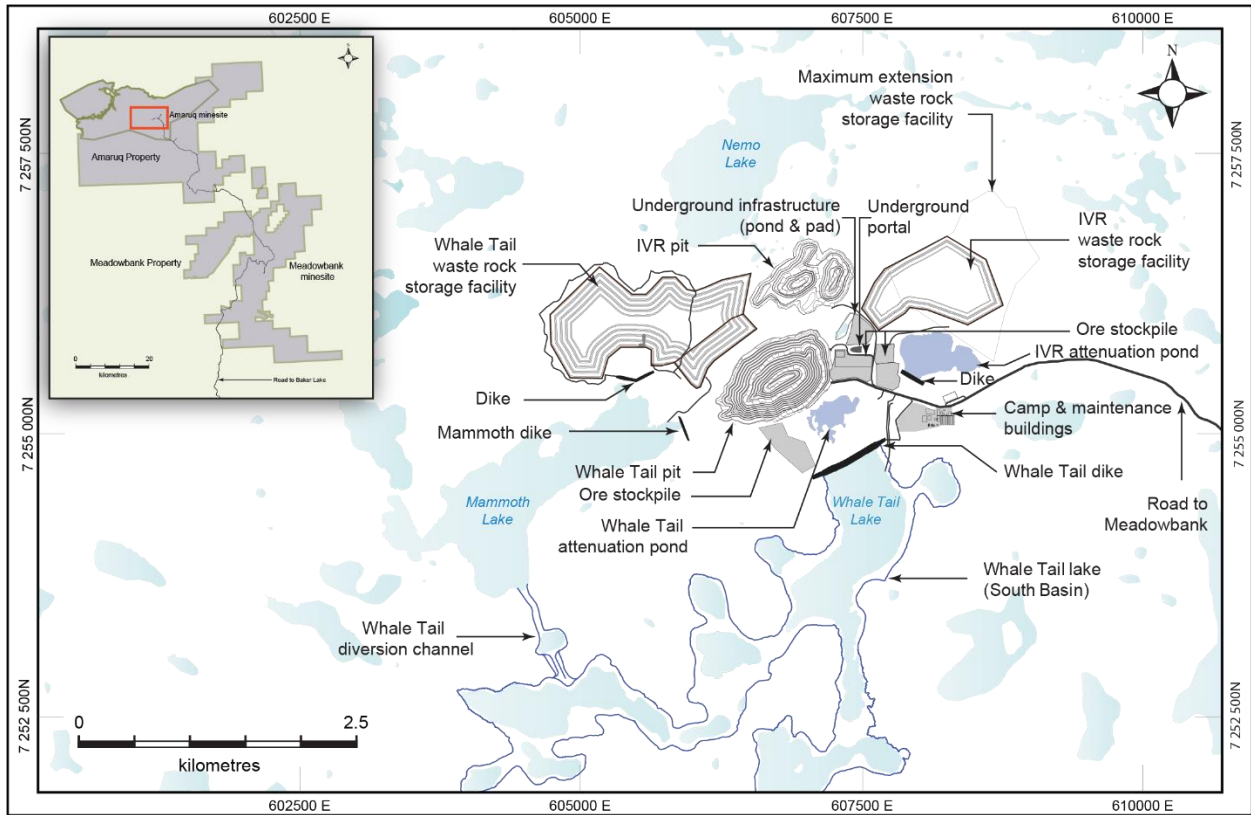 602500 E
605000 E
607500 E
610000 E
N
Amaruq minesite
Amaruq Property
Meadowbank Property
Meadowbank
minesite
0
20
kilometres
Road to Baker Lake
Maximum extension
waste rock
storage facility
Nemo
Lake
Underground infrastructure
(pond & pad)
Underground
portal
IVR pit
IVR
waste rock
storage facility
Whale Tail
waste rock
storage facility
Ore stockpile
IVR attenuation pond
Dike
Dike
Camp & maintenance
buildings
Mammoth dike
Whale Tail pit
Ore stockpile
Whale Tail dike
Mammoth
Lake
Whale Tail
Lake
Whale Tail
attenuation pond
Road to
Meadowbank
Whale Tail lake
(South Basin)
Whale Tail
diversion channel
0
2.5
kilometres
7 257 500N
7 255 000N
7 252 500N
7 257 500N
7 255 000N
7 252 500N
602500 E
605000 E
607500 E
610000 E